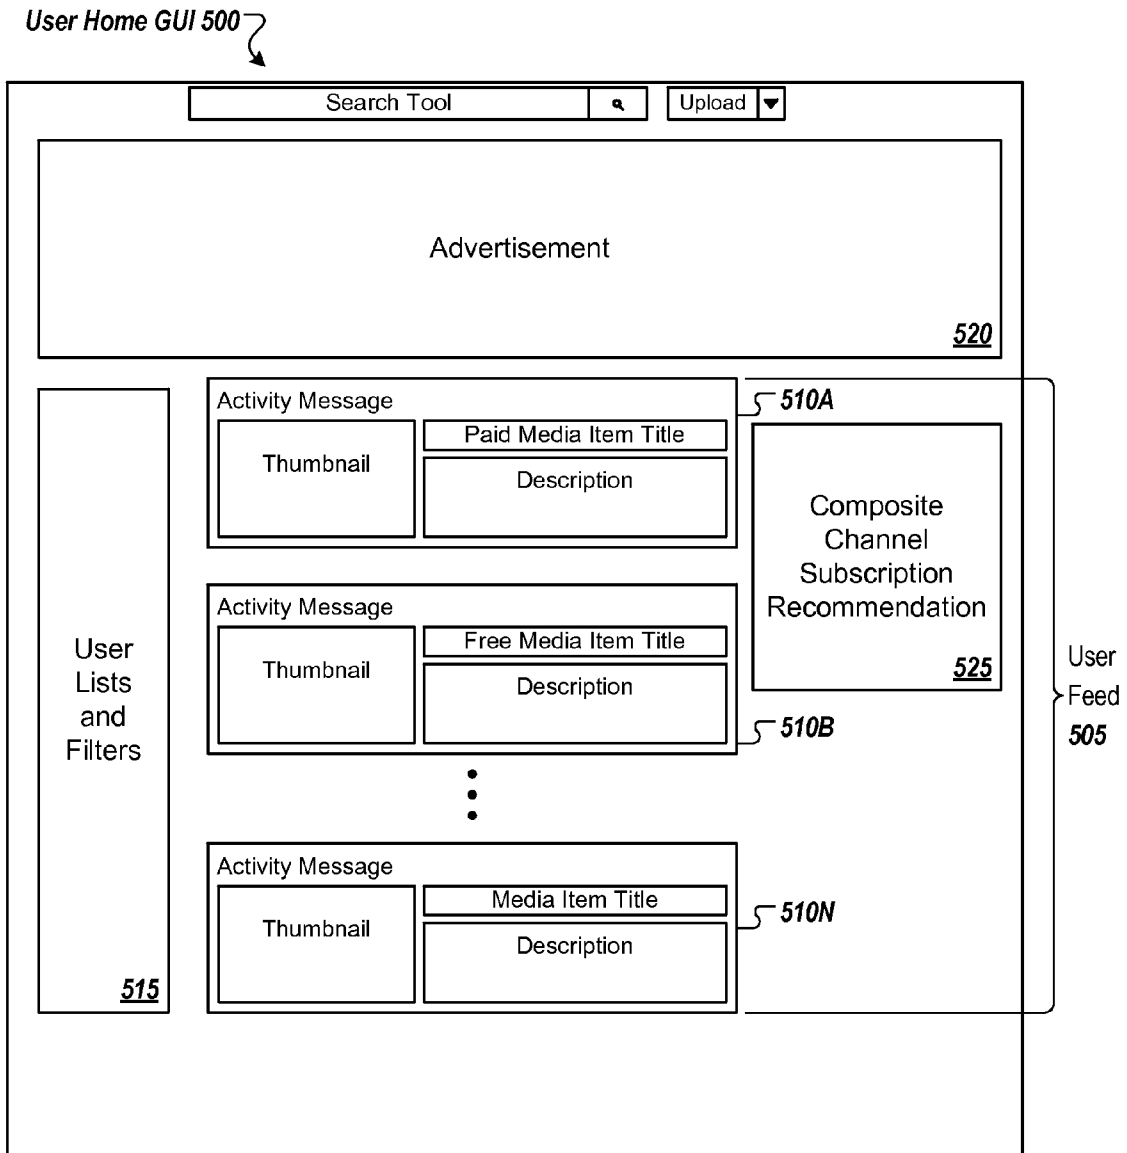 User Home GUI 500
Search Tool
Upload
Advertisement
520
Activity Message
510A
Thumbnail
Paid Media Item Title
Description
Composite
Channel
Subscription
Recommendation
525
Activity Message
Thumbnail
Free Media Item Title
Description
510B
User
Lists
and
Filters
515
User
Feed
505
Activity Message
Thumbnail
Media Item Title
Description
510N